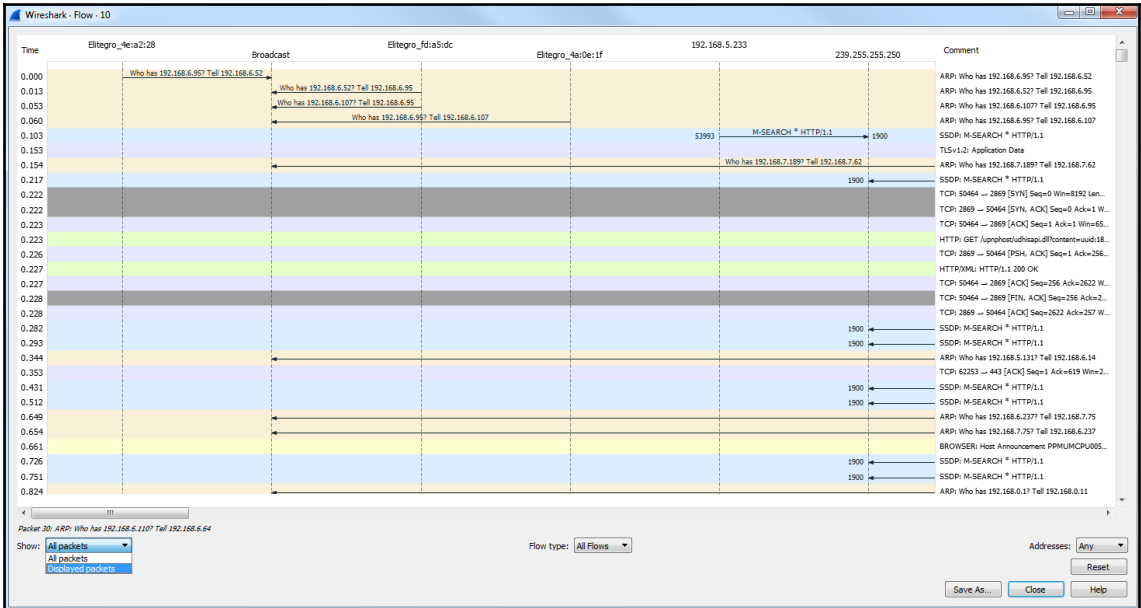 Wireshark · Flow · 10
Time Elitegro_4e:a2:28 Broadcast Elitegro_fd:a5:dc Elitegro_4a:0e:1f 192.168.5.233 239.255.255.250 Comment
0.000 Who has 192.168.6.95? Tell 192.168.6.52 ARP: Who has 192.168.6.95? Tell 192.168.6.52
0.013 Who has 192.168.6.52? Tell 192.168.6.95 ARP: Who has 192.168.6.52? Tell 192.168.6.95
0.053 Who has 192.168.6.107? Tell 192.168.6.95 ARP: Who has 192.168.6.107? Tell 192.168.6.95
0.060 Who has 192.168.6.95? Tell 192.168.6.107 ARP: Who has 192.168.6.95? Tell 192.168.6.107
0.103 53993 M-SEARCH * HTTP/1.1 1900 SSDP: M-SEARCH * HTTP/1.1
0.153 TLSv1.2: Application Data
0.154 Who has 192.168.7.189? Tell 192.168.7.62 ARP: Who has 192.168.7.189? Tell 192.168.7.62
0.217 1900 SSDP: M-SEARCH * HTTP/1.1
0.222 TCP: 50464 → 2869 [SYN] Seq=0 Win=8192 Len...
0.222 TCP: 2869 → 50464 [SYN, ACK] Seq=0 Ack=1 W...
0.223 TCP: 50464 → 2869 [ACK] Seq=1 Ack=1 Win=65...
0.223 HTTP: GET /upnphost/udhisapi.dll?content=uuid:18...
0.226 TCP: 2869 → 50464 [PSH, ACK] Seq=1 Ack=256...
0.227 HTTP/XML: HTTP/1.1 200 OK
0.227 TCP: 50464 → 2869 [ACK] Seq=256 Ack=2622 W...
0.228 TCP: 50464 → 2869 [FIN, ACK] Seq=256 Ack=2...
0.228 TCP: 2869 → 50464 [ACK] Seq=2622 Ack=257 W...
0.282 1900 SSDP: M-SEARCH * HTTP/1.1
0.293 1900 SSDP: M-SEARCH * HTTP/1.1
0.344 ARP: Who has 192.168.5.131? Tell 192.168.6.14
0.353 TCP: 62253 → 443 [ACK] Seq=1 Ack=619 Win=2...
0.431 1900 SSDP: M-SEARCH * HTTP/1.1
0.512 1900 SSDP: M-SEARCH * HTTP/1.1
0.649 ARP: Who has 192.168.6.237? Tell 192.168.7.75
0.654 ARP: Who has 192.168.7.75? Tell 192.168.6.237
0.661 BROWSER: Host Announcement PPMUMCPU005...
0.726 1900 SSDP: M-SEARCH * HTTP/1.1
0.751 1900 SSDP: M-SEARCH * HTTP/1.1
0.824 ARP: Who has 192.168.0.1? Tell 192.168.0.11
Packet 30: ARP: Who has 192.168.6.110? Tell 192.168.6.64
Show: All packets Flow type: All Flows Addresses: Any
All packets
Displayed packets
Reset
Save As... Close Help